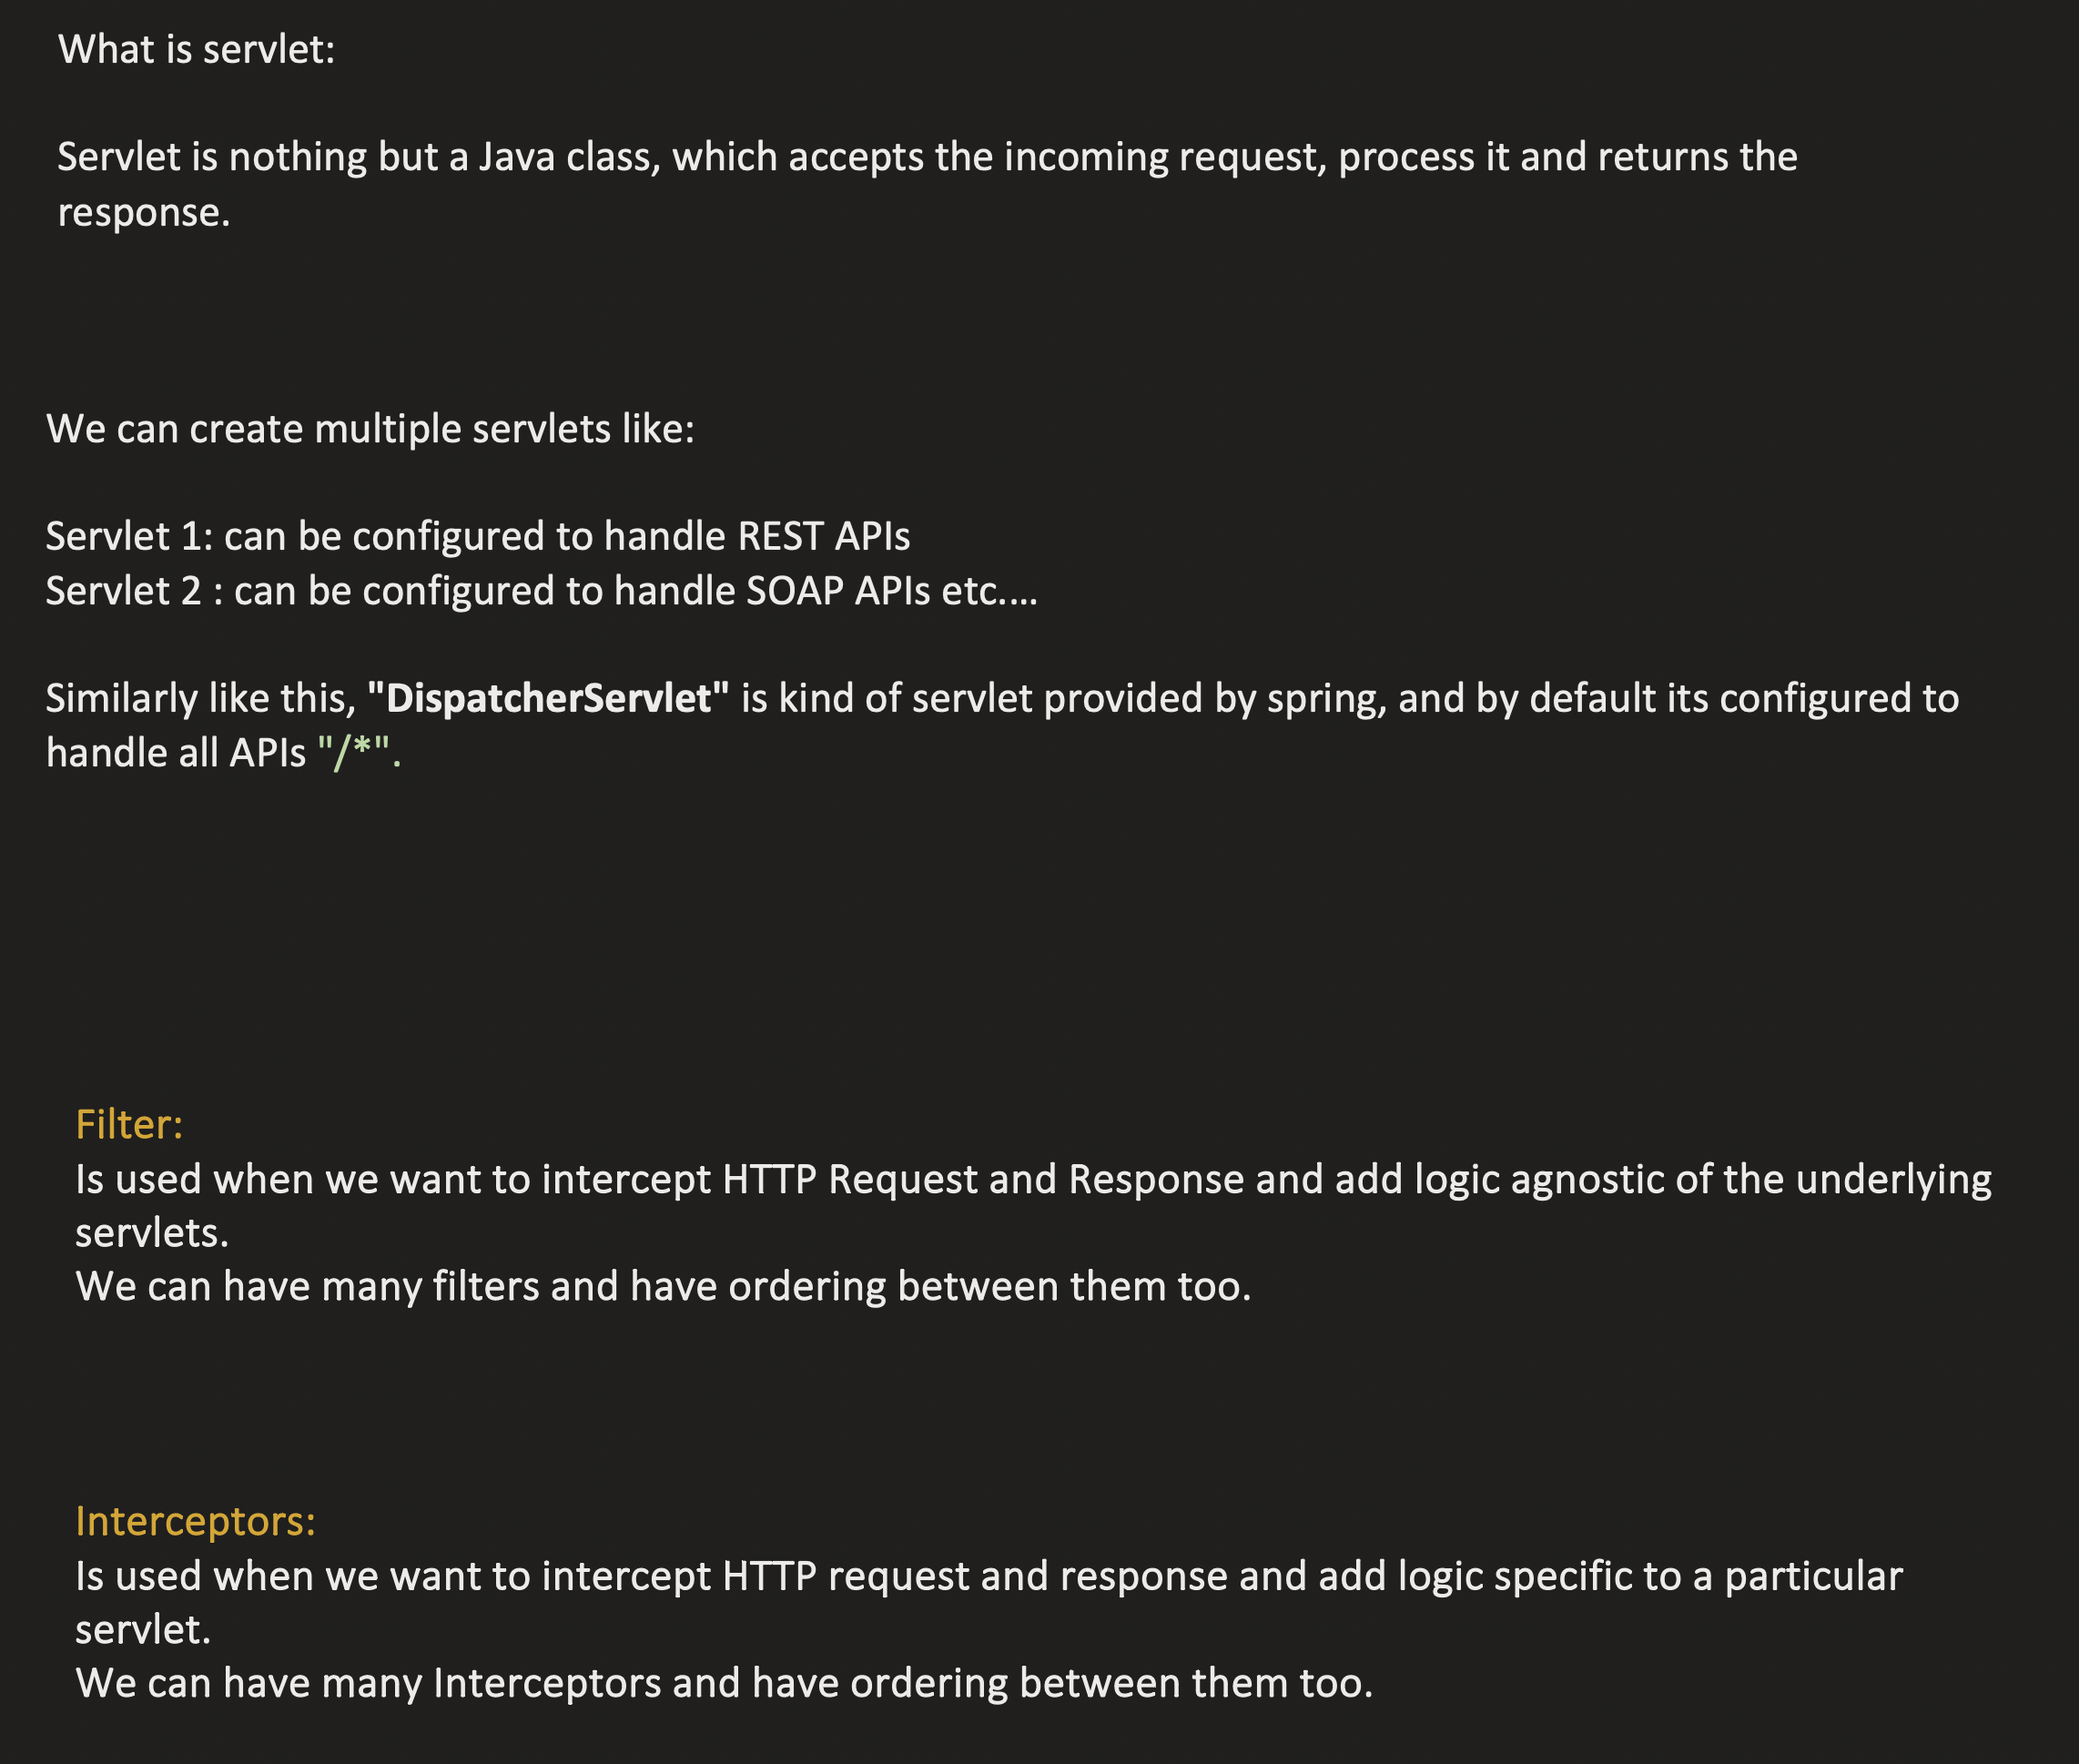 What is servlet:
Servlet is nothing but a Java class, which accepts the incoming request, process it and returns the
response.
We can create multiple servlets like:
Servlet 1: can be configured to handle REST APIs
Servlet 2 : can be configured to handle SOAP APIs etc....
Similarly like this, "DispatcherServlet" is kind of servlet provided by spring, and by default its configured to
handle all APIs "/*".
Filter:
Is used when we want to intercept HTTP Request and Response and add logic agnostic of the underlying
servlets.
We can have many filters and have ordering between them too.
Interceptors:
Is used when we want to intercept HTTP request and response and add logic specific to a particular
servlet.
We can have many Interceptors and have ordering between them too.